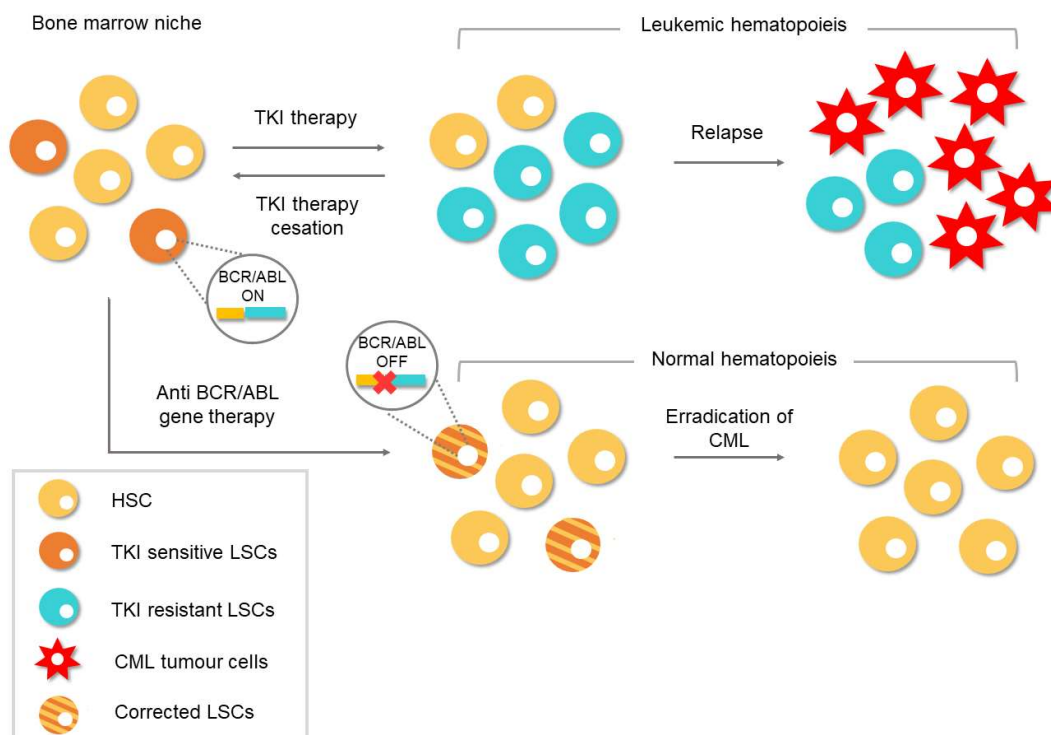 Bone marrow niche
Leukemic hematopoieis
TKI therapy
TKI therapy
cesation
Relapse
BCR/ABL
ON
BCR/ABL
OFF
Normal hematopoieis
Anti BCR/ABL
gene therapy
Erradication of
CML
HSC
TKI sensitive LSCs
TKI resistant LSCs
CML tumour cells
Corrected LSCs